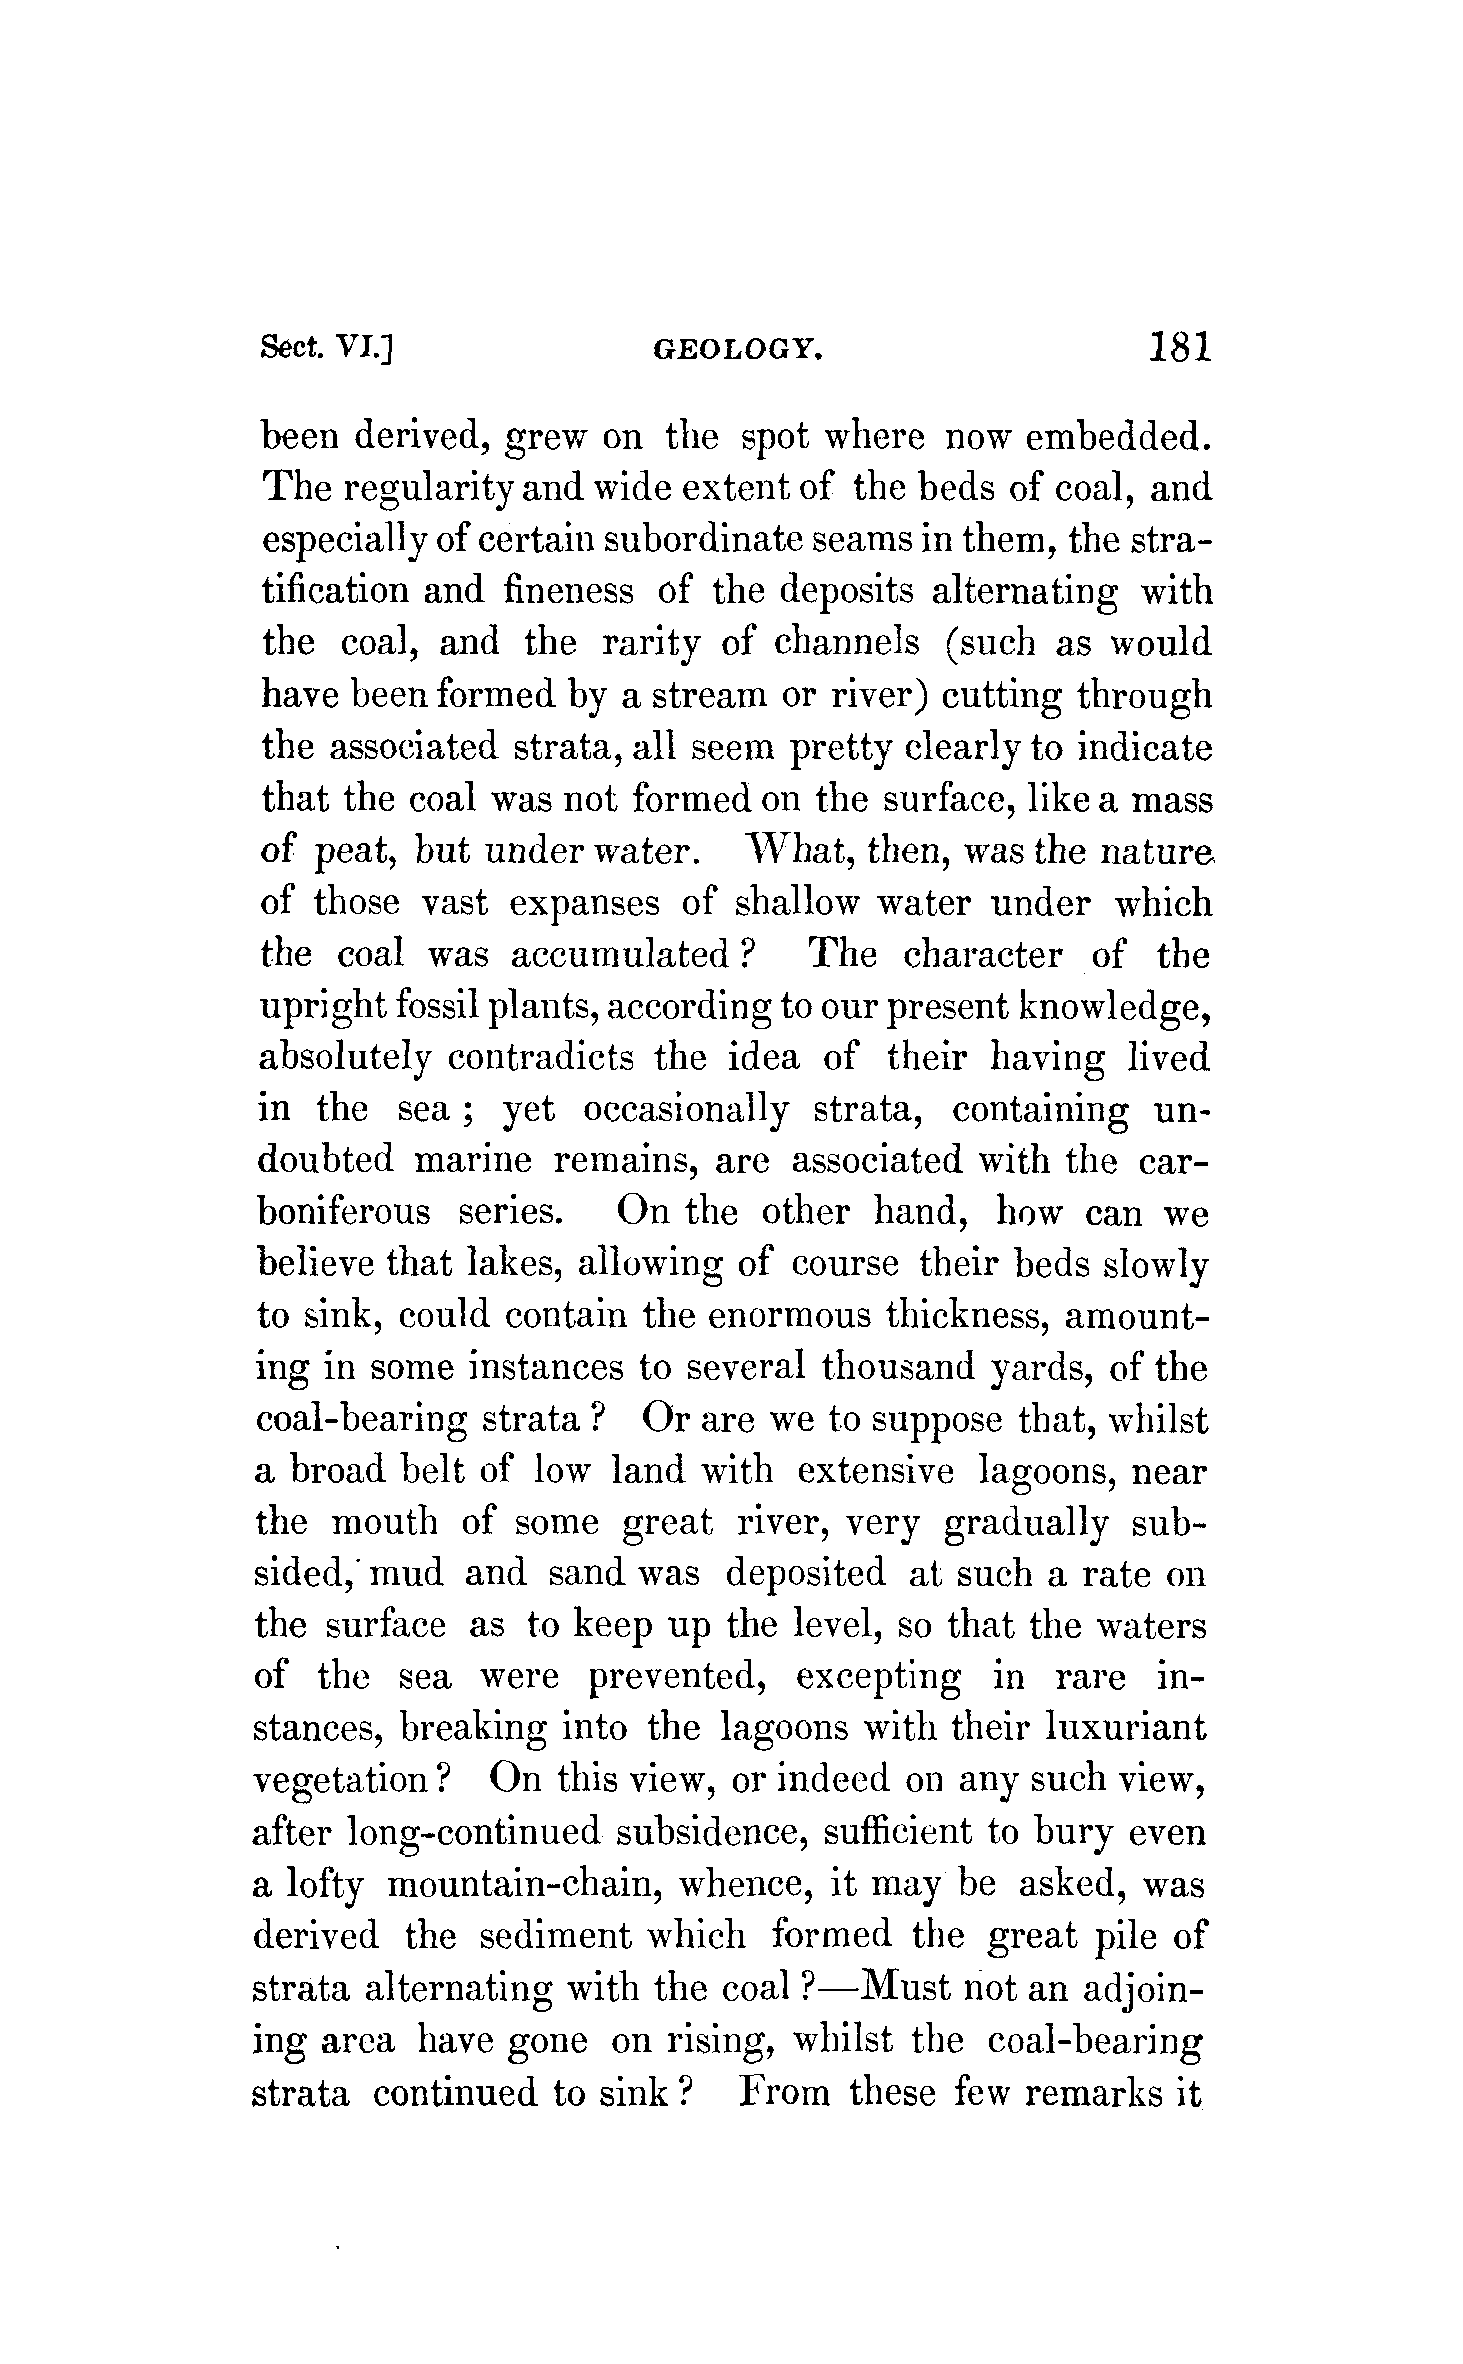 Sect. VI.] GEOLOGY. 181
been derived, grew on the spot where now embedded.
The regularity and wide extent of the beds of coal, and
especially of certain subordinate seams in them, the stra-
tification and fineness of the deposits alternating with
the coal, and the rarity of channels (such as would
have been formed by a stream or river) cutting through
the associated strata, all seem pretty clearly to indicate
that the coal was not formed on the surface, like a mass
of peat, but under water. What, then, was the nature
of those vast expanses of shallow water under which
the coal was accumulated? The character of the
upright fossil plants, according to our present knowledge,
absolutely contradicts the idea of their having lived
in the sea; yet occasionally strata, containing un-
doubted marine remains, are associated with the car-
boniferous series. On the other hand, how can we
believe that lakes, allowing of course their beds slowly
to sink, could contain the enormous thickness, amount-
ing in some instances to several thousand yards, of the
coal-bearing strata? Or are we to suppose that, whilst
a broad belt of low land with extensive lagoons, near
the mouth of some great river, very gradually sub-
sided, mud and sand was deposited at such a rate on
the surface as to keep up the level, so that the waters
of the sea were prevented, excepting in rare in-
stances, breaking into the lagoons with their luxuriant
vegetation? On this view, or indeed on any such view,
after long-continued subsidence, sufficient to bury even
a lofty mountain-chain, whence, it may be asked, was
derived the sediment which formed the great pile of
strata alternating with the coal?—Must not an adjoin-
ing area have gone on rising, whilst the coal-bearing
strata continued to sink? From these few remarks it